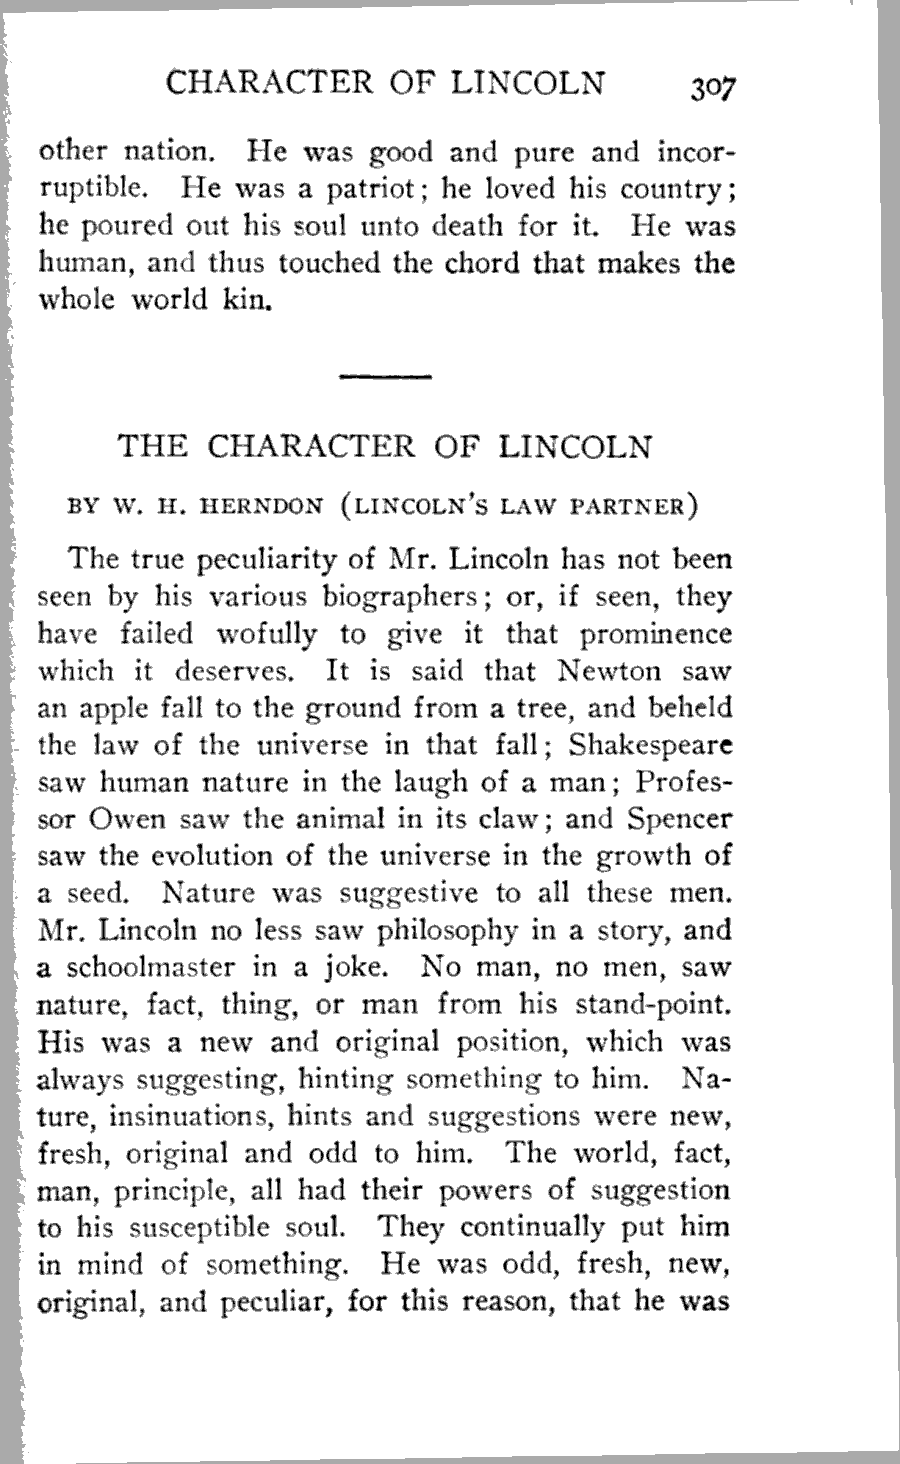 CHARACTER OF LINCOLN 307
other nation. He was good and pure and incor-
ruptible. He was a patriot; he loved his country;
he poured out his soul unto death for it. He was
human, and thus touched the chord that makes the
whole world kin.
THE CHARACTER OF LINCOLN
BY W. H. HERNDON (LINCOLN'S LAW PARTNER)
The true peculiarity of Mr. Lincoln has not been
seen by his various biographers; or, if seen, they
have failed wofully to give it that prominence
which it deserves. It is said that Newton saw
an apple fall to the ground from a tree, and beheld
the law of the universe in that fall; Shakespeare
saw human nature in the laugh of a man; Profes-
sor Owen saw the animal in its claw; and Spencer
saw the evolution of the universe in the growth of
a seed. Nature was suggestive to all these men.
Mr. Lincoln no less saw philosophy in a story, and
a schoolmaster in a joke. No man, no men, saw
nature, fact, thing, or man from his stand-point.
His was a new and original position, which was
always suggesting, hinting something to him. Na-
ture, insinuations, hints and suggestions were new,
fresh, original and odd to him. The world, fact,
man, principle, all had their powers of suggestion
to his susceptible soul. They continually put him
in mind of something. He was odd, fresh, new,
original, and peculiar, for this reason, that he was